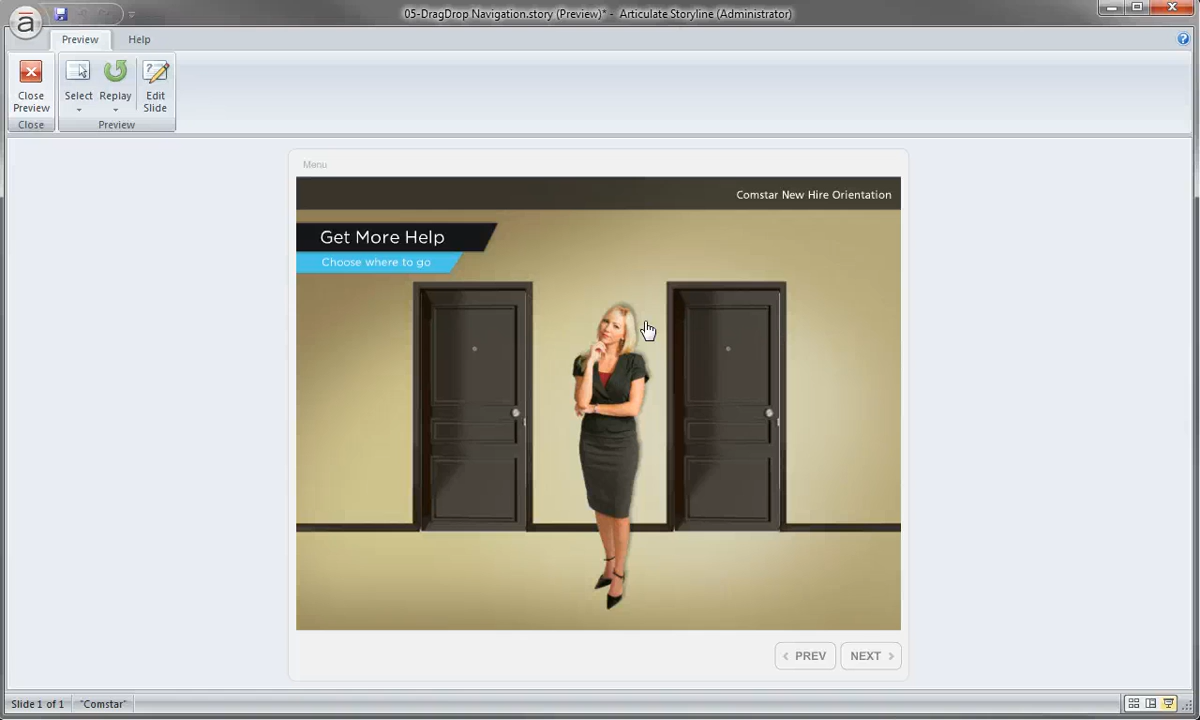 05-DragDrop Navigation.story (Preview)* - Articulate Storyline (Administrator)
Preview Help
Close Preview
Select
Replay
Edit Slide
Close
Preview
Menu
Comstar New Hire Orientation
Get More Help
Choose where to go
PREV
NEXT
Slide 1 of 1
"Comstar"